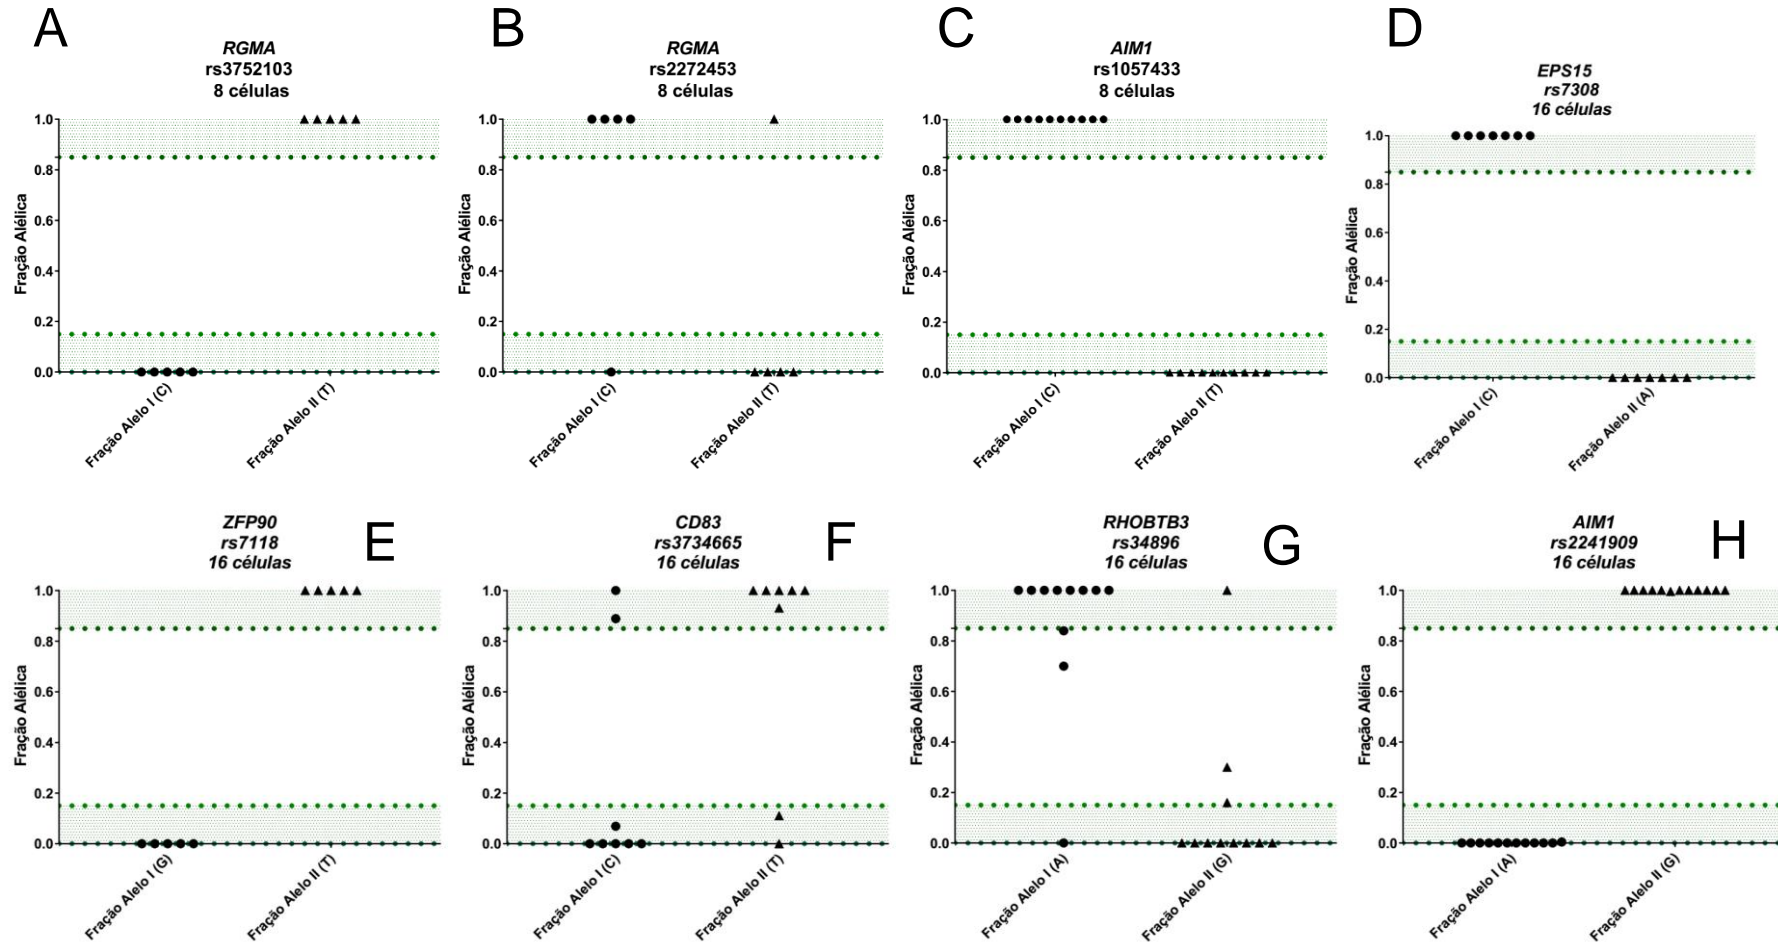 A
RGMA
rs3752103
8 células
Fração Alélica
1.0
0.8
0.6
0.4
0.2
0.0
Fração Alelo I (C)
Fração Alelo II (T)
B
RGMA
rs2272453
8 células
Fração Alélica
1.0
0.8
0.6
0.4
0.2
0.0
Fração Alelo I (C)
Fração Alelo II (T)
C
AIM1
rs1057433
8 células
Fração Alélica
1.0
0.8
0.6
0.4
0.2
0.0
Fração Alelo I (C)
Fração Alelo II (T)
D
EPS15
rs7308
16 células
Fração Alélica
1.0
0.8
0.6
0.4
0.2
0.0
Fração Alelo I (C)
Fração Alelo II (A)
ZFP90
rs7118
16 células
E
Fração Alélica
1.0
0.8
0.6
0.4
0.2
0.0
Fração Alelo I (G)
Fração Alelo II (T)
CD83
rs3734665
16 células
F
Fração Alélica
1.0
0.8
0.6
0.4
0.2
0.0
Fração Alelo I (C)
Fração Alelo II (T)
RHOBTB3
rs34896
16 células
G
Fração Alélica
1.0
0.8
0.6
0.4
0.2
0.0
Fração Alelo I (A)
Fração Alelo II (G)
AIM1
rs2241909
16 células
H
Fração Alélica
1.0
0.8
0.6
0.4
0.2
0.0
Fração Alelo I (A)
Fração Alelo II (G)